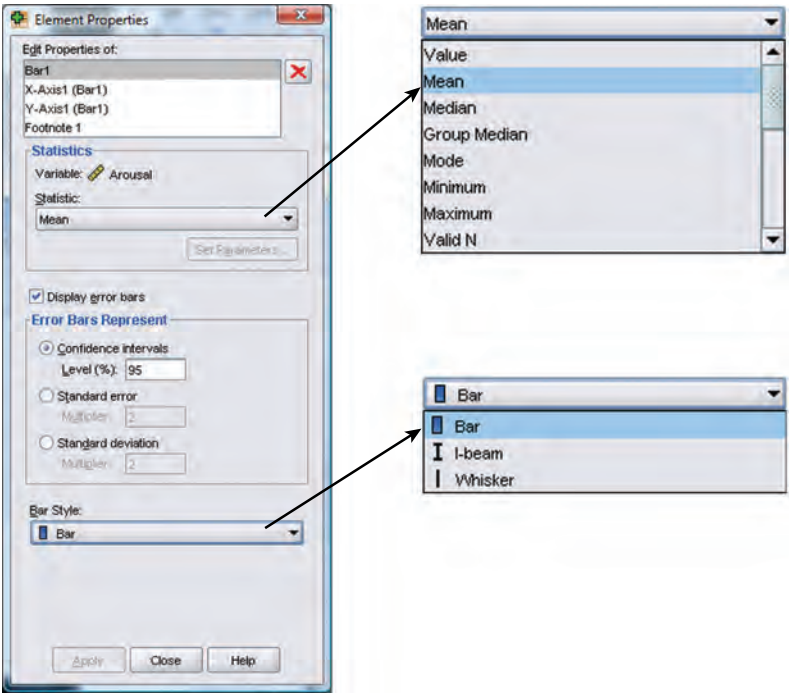 Element Properties
Edit Properties of:
Bar1
X-Axis1 (Bar1)
Y-Axis1 (Bar1)
Footnote 1
Statistics
Variable: Arousal
Statistic:
Mean
Set Parameters...
Display error bars
Error Bars Represent
Confidence intervals
Level (%): 95
Standard error
Multiplier: 2
Standard deviation
Multiplier: 2
Bar Style:
Bar
Apply Close Help
Mean
Value
Mean
Median
Group Median
Mode
Minimum
Maximum
Valid N
Bar
Bar
I-beam
Whisker